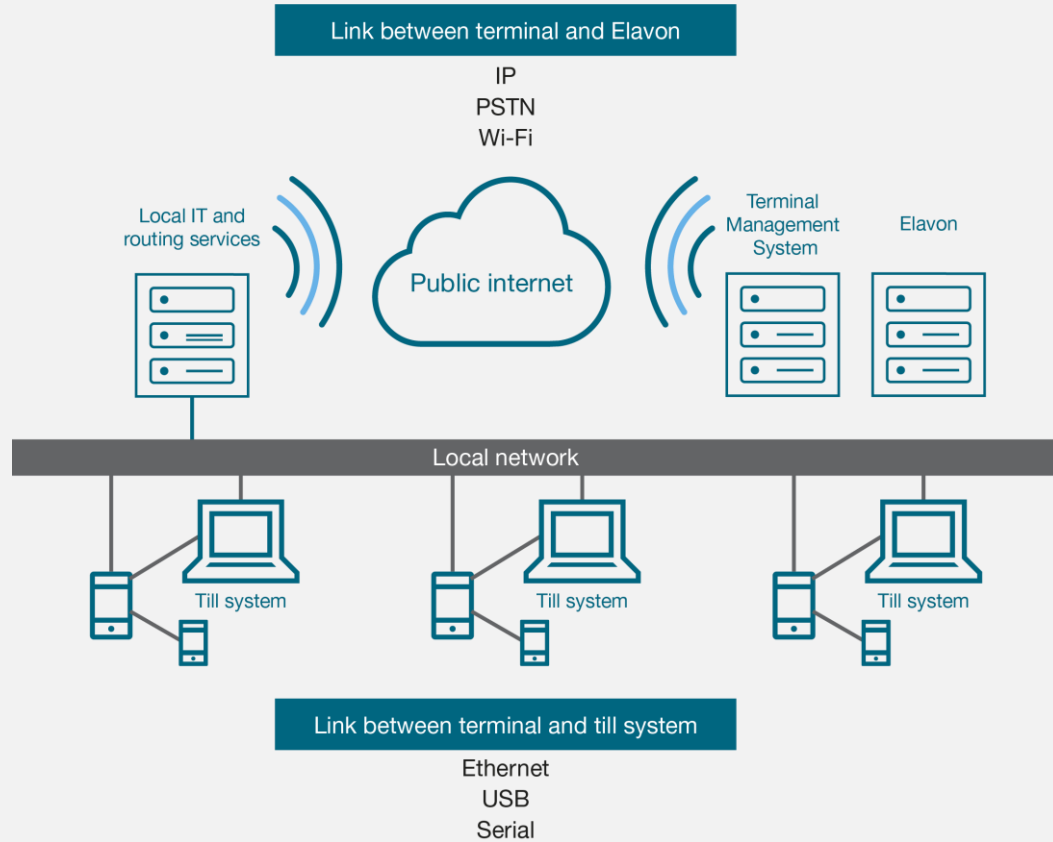 Link between terminal and Elavon
IP
PSTN
Wi-Fi
Local IT and
routing services
Public internet
Terminal
Management
System
Elavon
Local network
Till system
Till system
Till system
Link between terminal and till system
Ethernet
USB
Serial